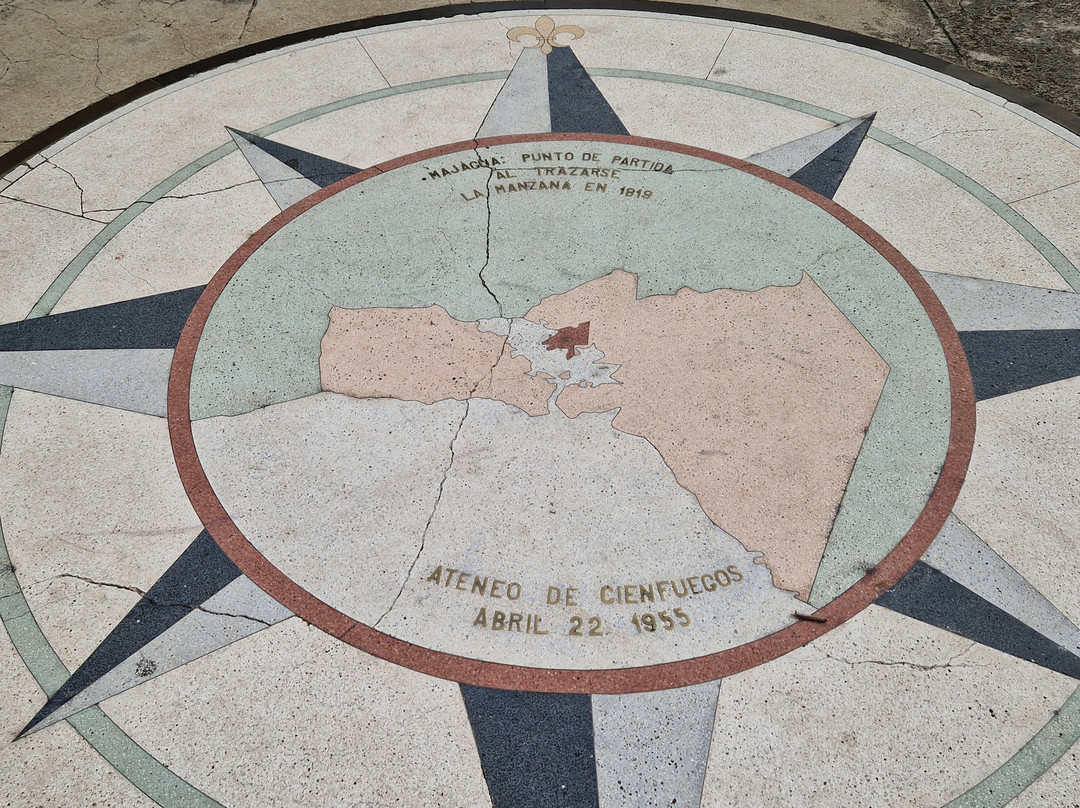 MAJAGUA: PUNTO DE PARTIDA
AL TRAZARSE
LA MANZANA EN 1819
ATENEO DE CIENFUEGOS
ABRIL 22 1955